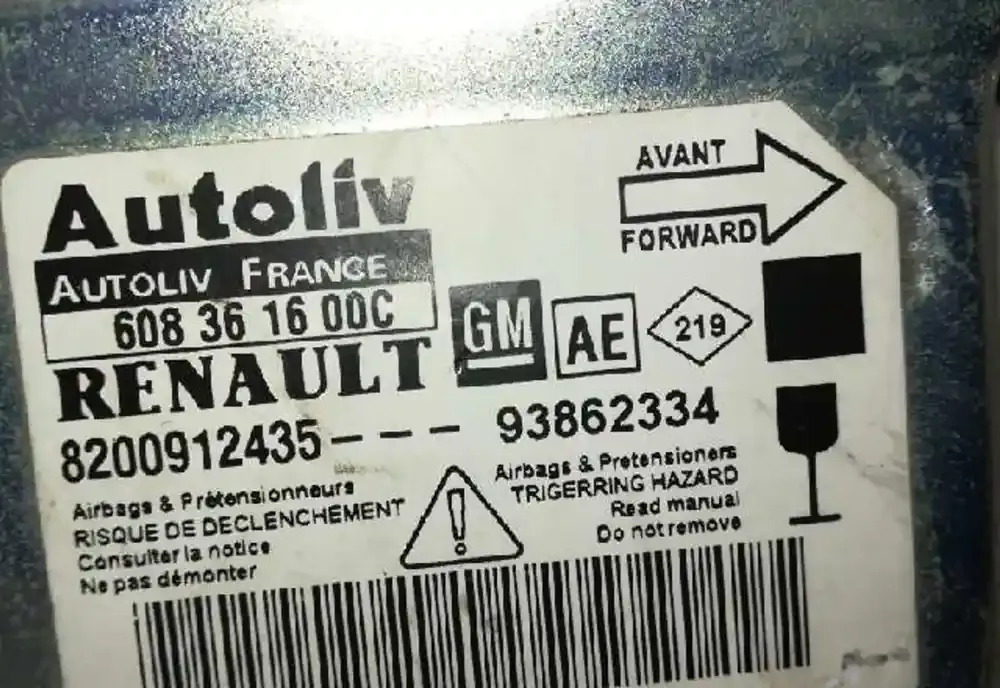 Autoliv
AVANT
FORWARD
AUTOLIV FRANCE
608 36 16 00C
GM
AE
219
RENAULT
8200912435--- 93862334
Airbags & Prétensionneurs
RISQUE DE DECLENCHEMENT
Consulter la notice
Ne pas démonter
Airbags & Pretensioners
TRIGERRING HAZARD
Read manual
Do not remove